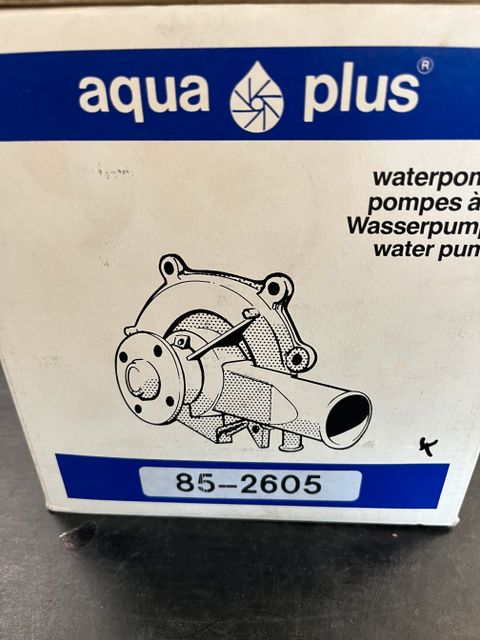 aqua plus®
waterpom
pompes à
Wasserpump
water pum
85-2605